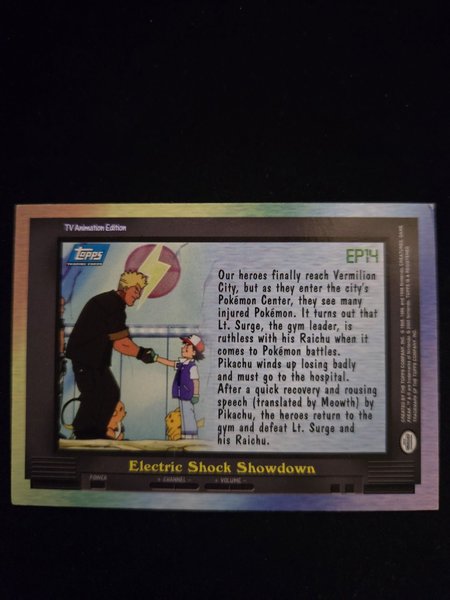 TV Animation Edition
topps
EP14
Our heroes finally reach Vermilion
City, but as they enter the city's
Pokémon Center, they see many
injured Pokémon. It turns out that
Lt. Surge, the gym leader, is
ruthless with his Raichu when it
comes to Pokémon battles.
Pikachu winds up losing badly
and must go to the hospital.
After a quick recovery and rousing
speech (translated by Meowth) by
Pikachu, the heroes return to the
gym and defeat Lt. Surge and
his Raichu.
Electric Shock Showdown
POWER
- CHANNEL +
- VOLUME +